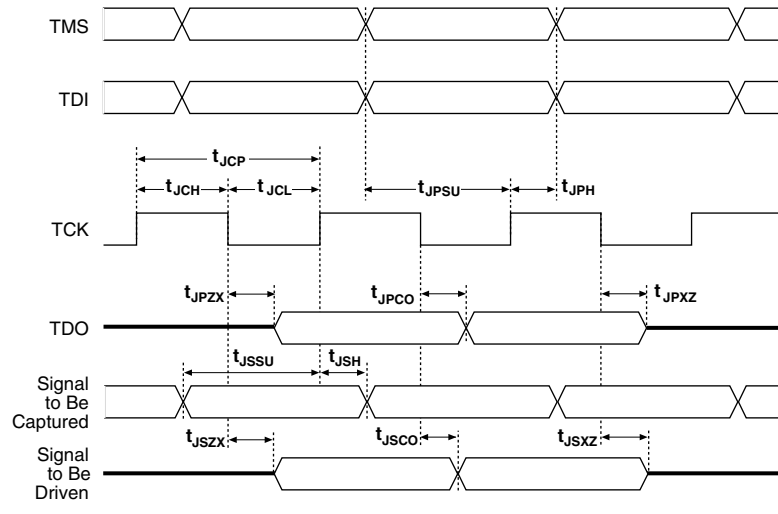 TMS
TDI
tJCP
tJCH tJCL tJPSU tJPH
TCK
tJPZX tJPCO tJPXZ
TDO
tJSSU tJSH
Signal
to Be
Captured
tJSZX tJSCO tJSXZ
Signal
to Be
Driven